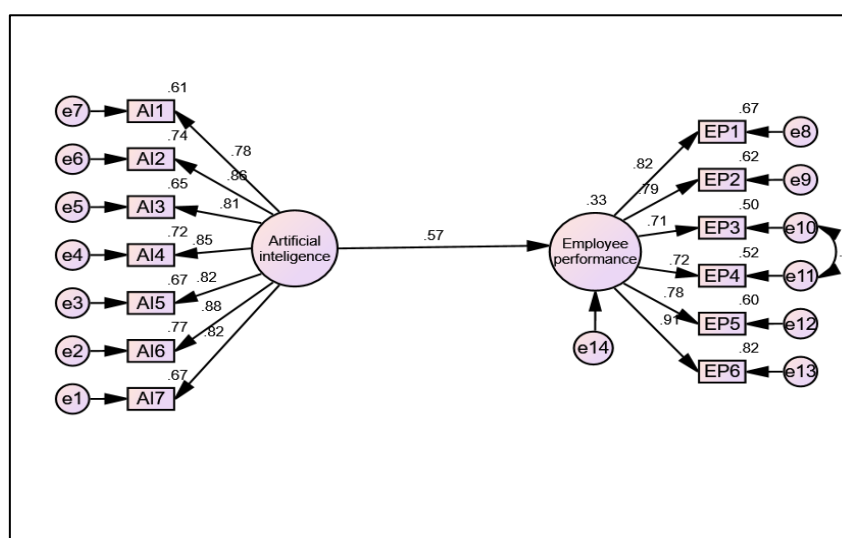 .61
e7 AI1
.78
.74
e6 AI2
.86
.65
e5 AI3
.81
.72
e4 AI4
.85
.67
e3 AI5
.82
.77
e2 AI6
.88
.67
e1 AI7
.82
Artificial
inteligence
.57
.33
Employee
performance
e14
.67
.82
EP1 e8
.62
.79
EP2 e9
.50
.71
EP3 e10
.52
.72
EP4 e11
.60
.78
EP5 e12
.82
.91
EP6 e13